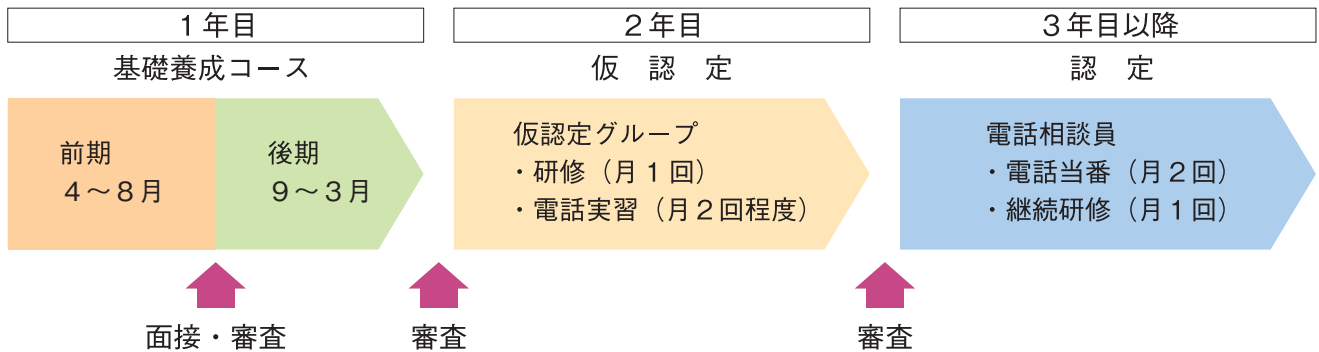 １年目
２年目
３年目以降
基礎養成コース
仮　認　定
認　定
前期
４～８月
後期
９～３月
仮認定グループ
・研修（月１回）
・電話実習（月２回程度）
電話相談員
・電話当番（月２回）
・継続研修（月１回）
面接・審査
審査
審査